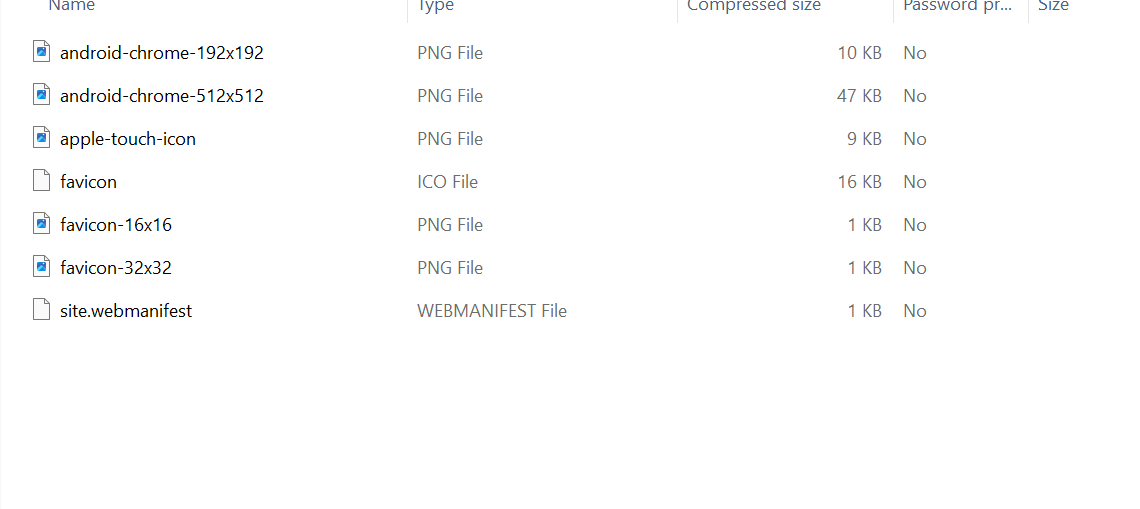 Name Type Compressed size Password pr... Size
android-chrome-192x192 PNG File 10 KB No
android-chrome-512x512 PNG File 47 KB No
apple-touch-icon PNG File 9 KB No
favicon ICO File 16 KB No
favicon-16x16 PNG File 1 KB No
favicon-32x32 PNG File 1 KB No
site.webmanifest WEBMANIFEST File 1 KB No